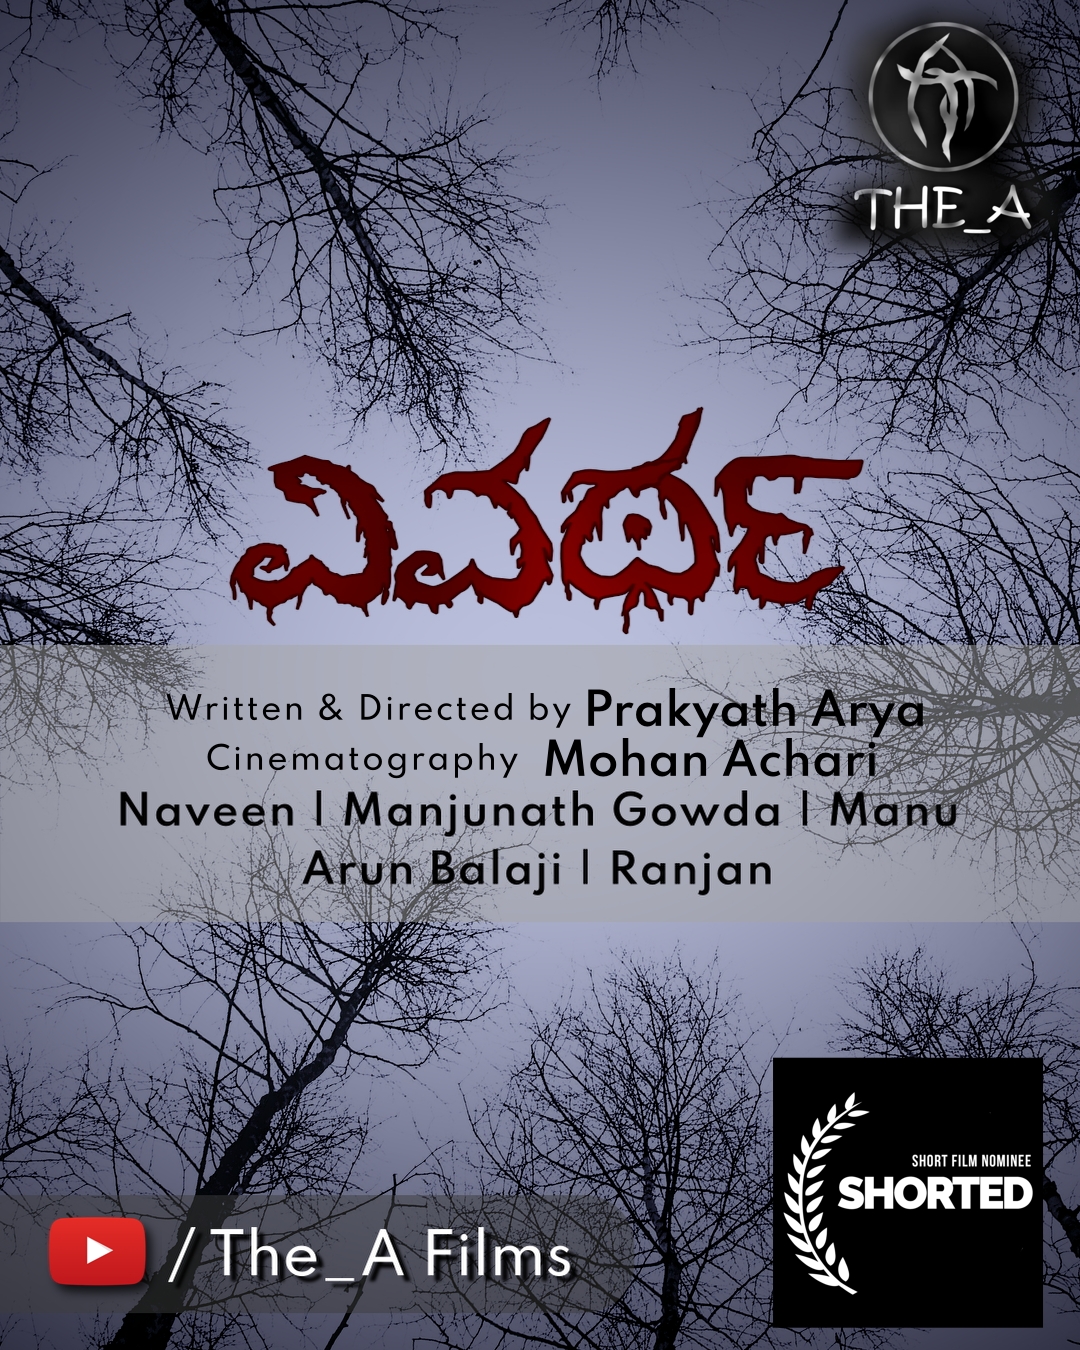 THE_A
ವಿವರ್ಥ
Written & Directed by Prakyath Arya
Cinematography Mohan Achari
Naveen | Manjunath Gowda | Manu
Arun Balaji | Ranjan
SHORT FILM NOMINEE
SHORTED
/ The_A Films